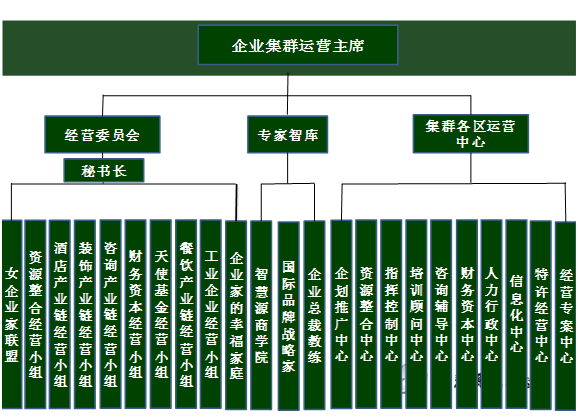 企业集群运营主席
经营委员会
专家智库
集群各区运营
中心
秘书长
女企业家联盟
资源整合经营小组
酒店产业链经营小组
装饰产业链经营小组
咨询产业链经营小组
财务资本经营小组
天使基金经营小组
餐饮产业链经营小组
工业企业经营小组
企业家的幸福家庭
智慧源商学院
国际品牌战略家
企业总裁教练
企划推广中心
资源整合中心
指挥控制中心
培训顾问中心
咨询辅导中心
财务资本中心
人力行政中心
信息化中心
特许经营中心
经营专案中心